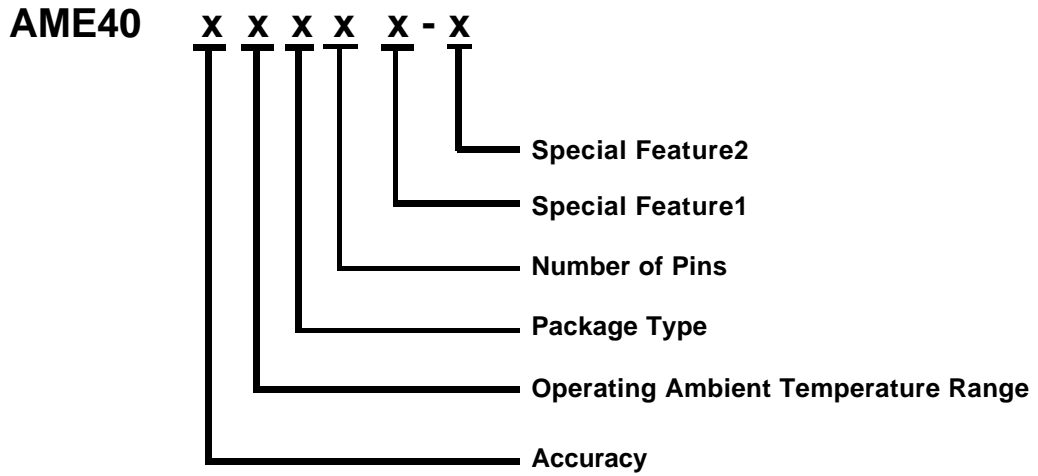 AME40 x x x x x - x
Special Feature2
Special Feature1
Number of Pins
Package Type
Operating Ambient Temperature Range
Accuracy